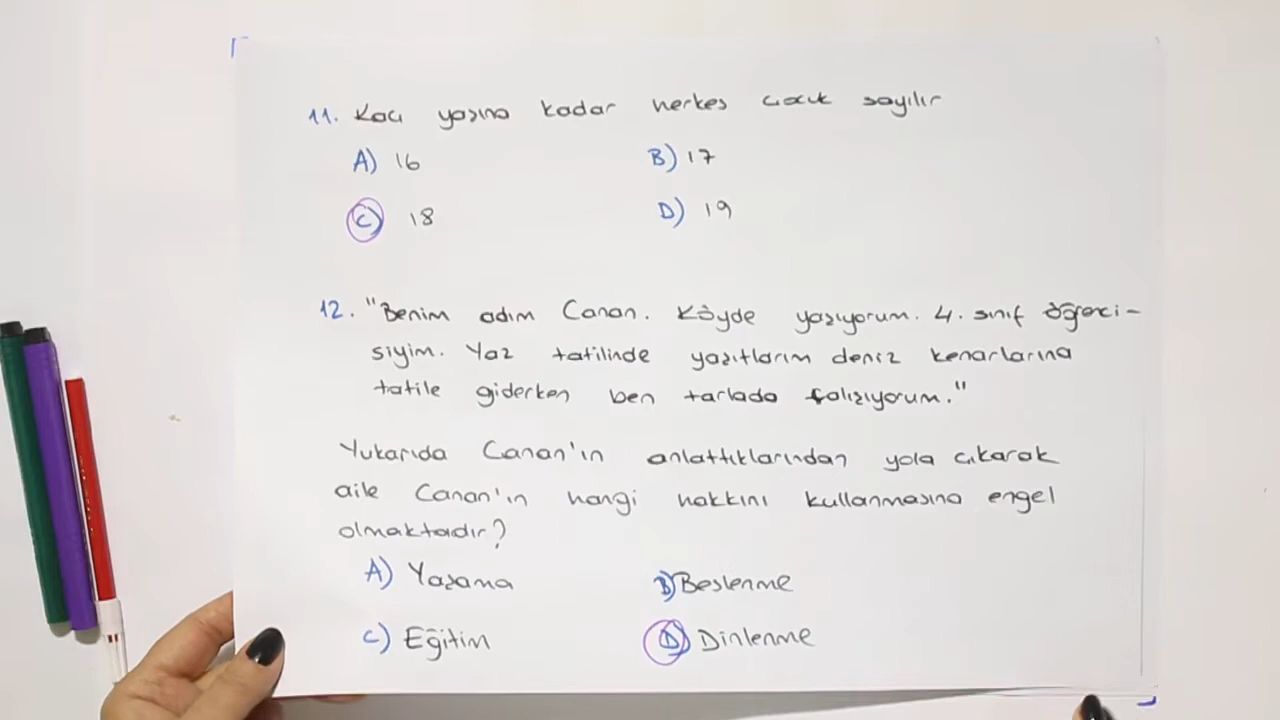 11. Kaçı yaşına kadar herkes çocuk sayılır
A) 16
B) 17
C) 18
D) 19
12. "Benim adım Canan. Köyde yaşıyorum. 4. sınıf öğrenci-
siyim. Yaz tatilinde yaşıtlarım deniz kenarlarına
tatile giderken ben tarlada çalışıyorum."
Yukarıda Canan'ın anlattıklarından yola çıkarak
aile Canan'ın hangi hakkını kullanmasına engel
olmaktadır?
A) Yaşama
B) Beslenme
C) Eğitim
D) Dinlenme